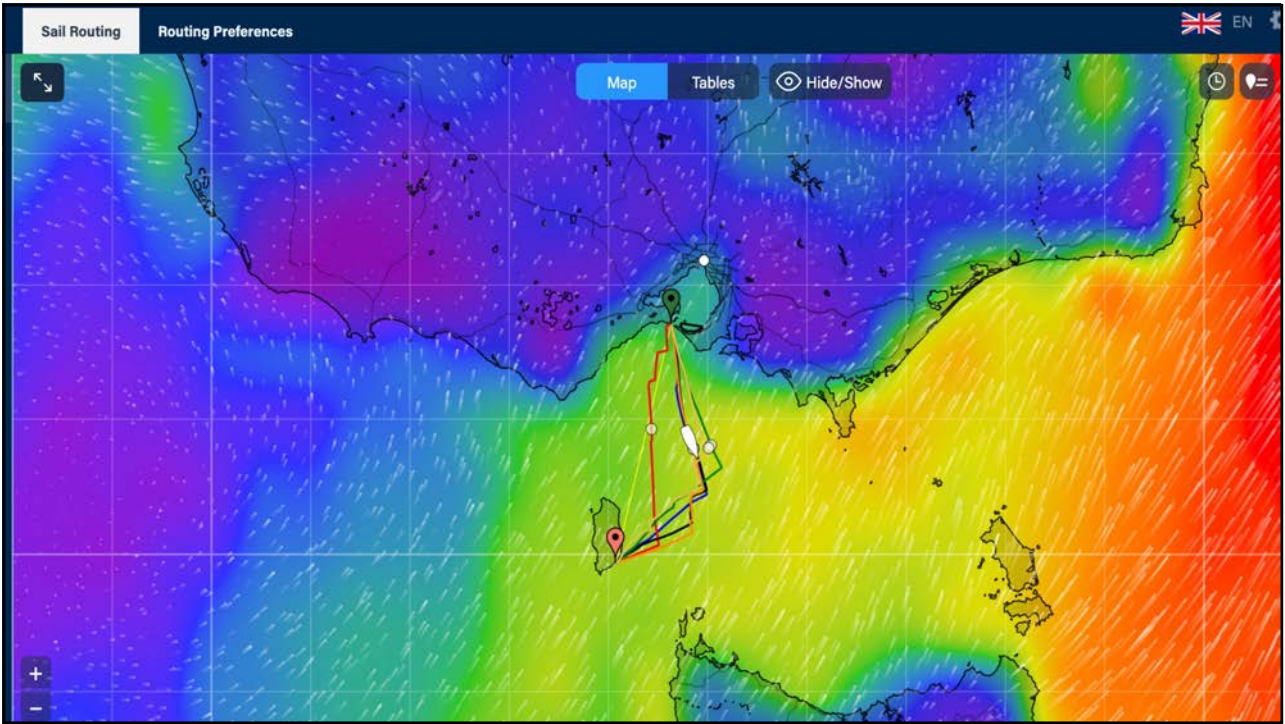 Sail Routing
Routing Preferences
EN
Map
Tables
Hide/Show
+
−